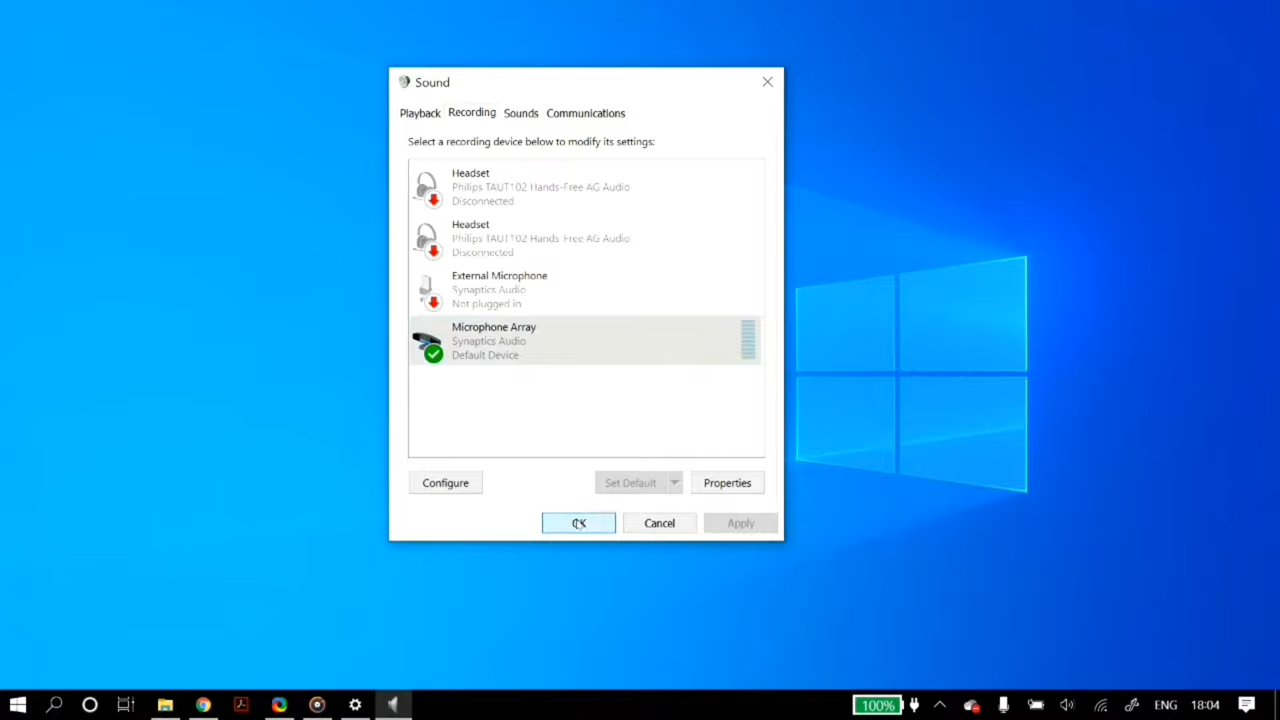 Sound
Playback Recording Sounds Communications
Select a recording device below to modify its settings:
Headset
Philips TAUT102 Hands-Free AG Audio
Disconnected
Headset
Philips TAUT102 Hands-Free AG Audio
Disconnected
External Microphone
Synaptics Audio
Not plugged in
Microphone Array
Synaptics Audio
Default Device
Configure Set Default Properties
OK Cancel Apply
100% ENG 18:04